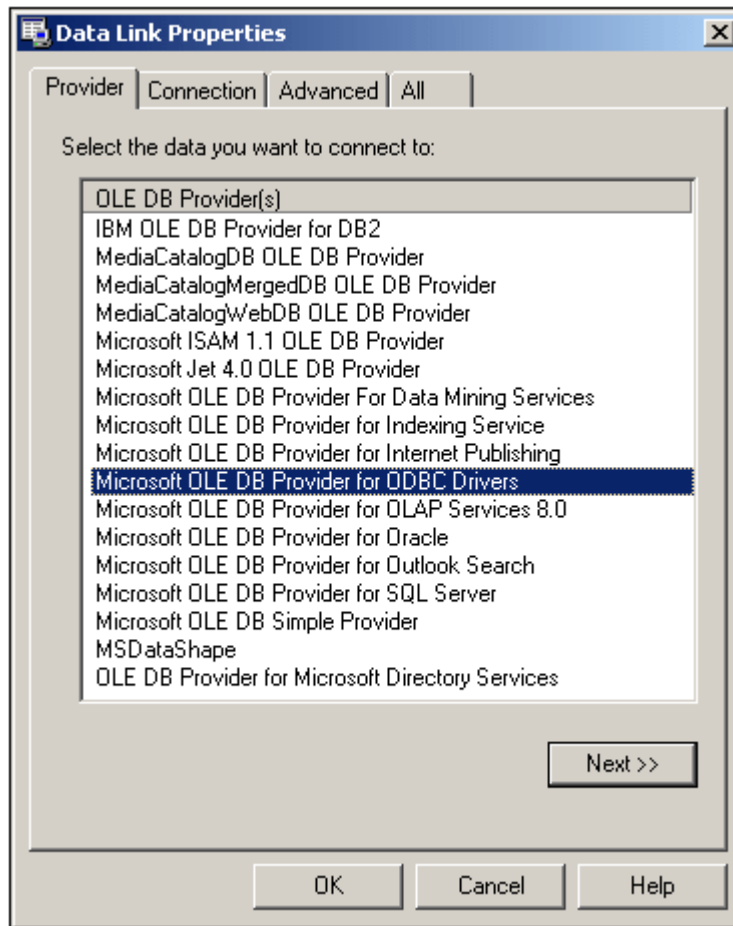 Data Link Properties
Provider Connection Advanced All
Select the data you want to connect to:
OLE DB Provider(s)
IBM OLE DB Provider for DB2
MediaCatalogDB OLE DB Provider
MediaCatalogMergedDB OLE DB Provider
MediaCatalogWebDB OLE DB Provider
Microsoft ISAM 1.1 OLE DB Provider
Microsoft Jet 4.0 OLE DB Provider
Microsoft OLE DB Provider For Data Mining Services
Microsoft OLE DB Provider for Indexing Service
Microsoft OLE DB Provider for Internet Publishing
Microsoft OLE DB Provider for ODBC Drivers
Microsoft OLE DB Provider for OLAP Services 8.0
Microsoft OLE DB Provider for Oracle
Microsoft OLE DB Provider for Outlook Search
Microsoft OLE DB Provider for SQL Server
Microsoft OLE DB Simple Provider
MSDataShape
OLE DB Provider for Microsoft Directory Services
Next >>
OK Cancel Help